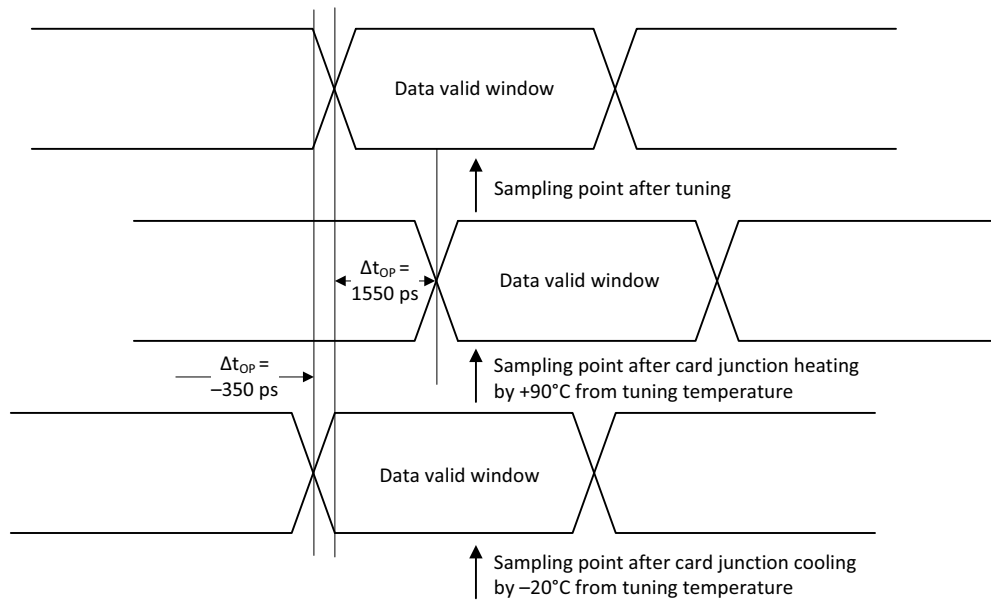 Data valid window
Sampling point after tuning
Δt_OP =
1550 ps
Data valid window
Δt_OP =
–350 ps
Sampling point after card junction heating
by +90°C from tuning temperature
Data valid window
Sampling point after card junction cooling
by –20°C from tuning temperature